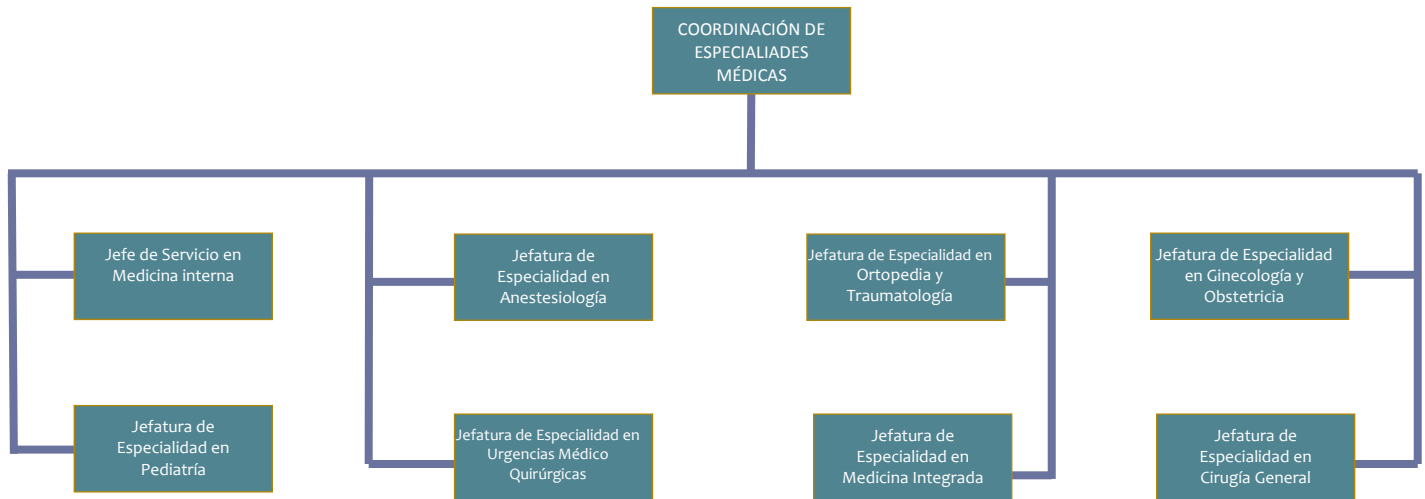 COORDINACIÓN DE
ESPECIALIADES
MÉDICAS
Jefe de Servicio en
Medicina interna
Jefatura de
Especialidad en
Anestesiología
Jefatura de Especialidad en
Ortopedia y
Traumatología
Jefatura de Especialidad
en Ginecología y
Obstetricia
Jefatura de
Especialidad en
Pediatría
Jefatura de Especialidad en
Urgencias Médico
Quirúrgicas
Jefatura de
Especialidad en
Medicina Integrada
Jefatura de
Especialidad en
Cirugía General